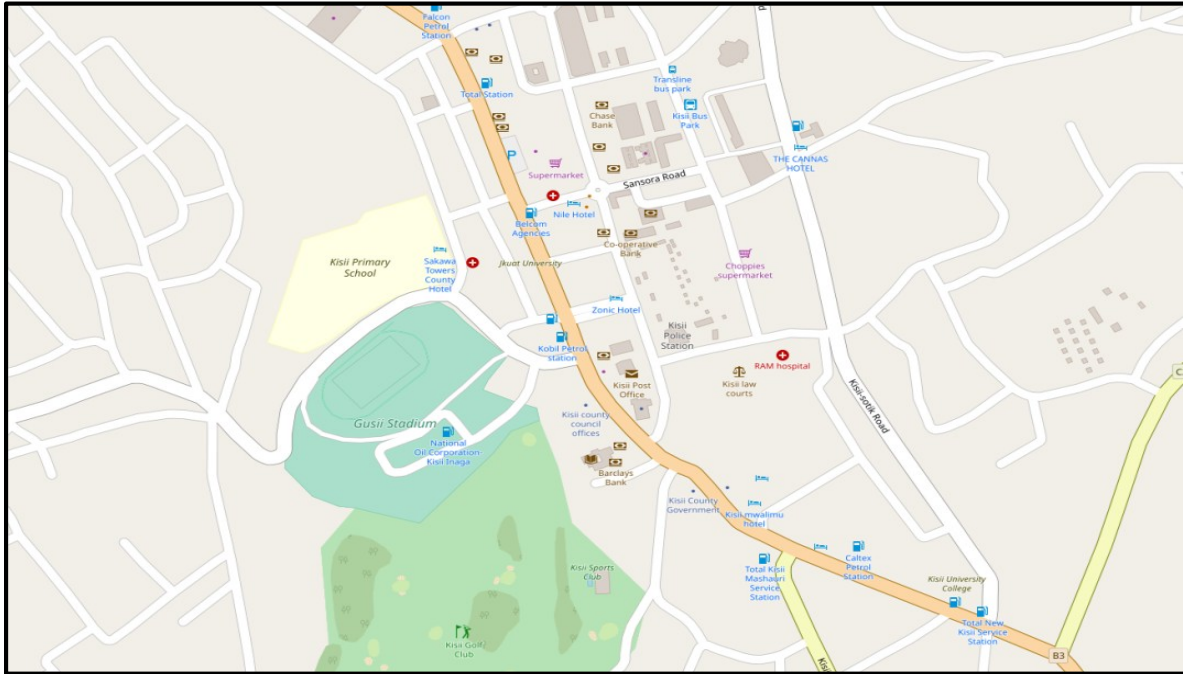 Falcon
Petrol
Station
Total Station
Transline
bus park
Kisii Bus
Park
Chase
Bank
P
Supermarket
THE CANNAS
HOTEL
Sansora Road
Nile Hotel
Belcom
Agencies
Co-operative
Bank
Kisii Primary
School
Sakawa
Towers
County
Hotel
Jkuat University
Choppies
supermarket
Zonic Hotel
Kisii
Police
Station
Kobil Petrol
station
RAM hospital
Kisii Post
Office
Kisii law
courts
C
Kisii-sotik Road
Gusii Stadium
Kisii county
council
offices
National
Oil Corporation
Kisii Inaga
Barclays
Bank
Kisii County
Government
Kisii mwalimu
hotel
Caltex
Petrol
Station
Total Kisii
Mashauri
Service
Station
Kisii Sports
Club
Kisii University
College
Total New
Kisii Service
Station
Kisii Golf
Club
B3
Kisii